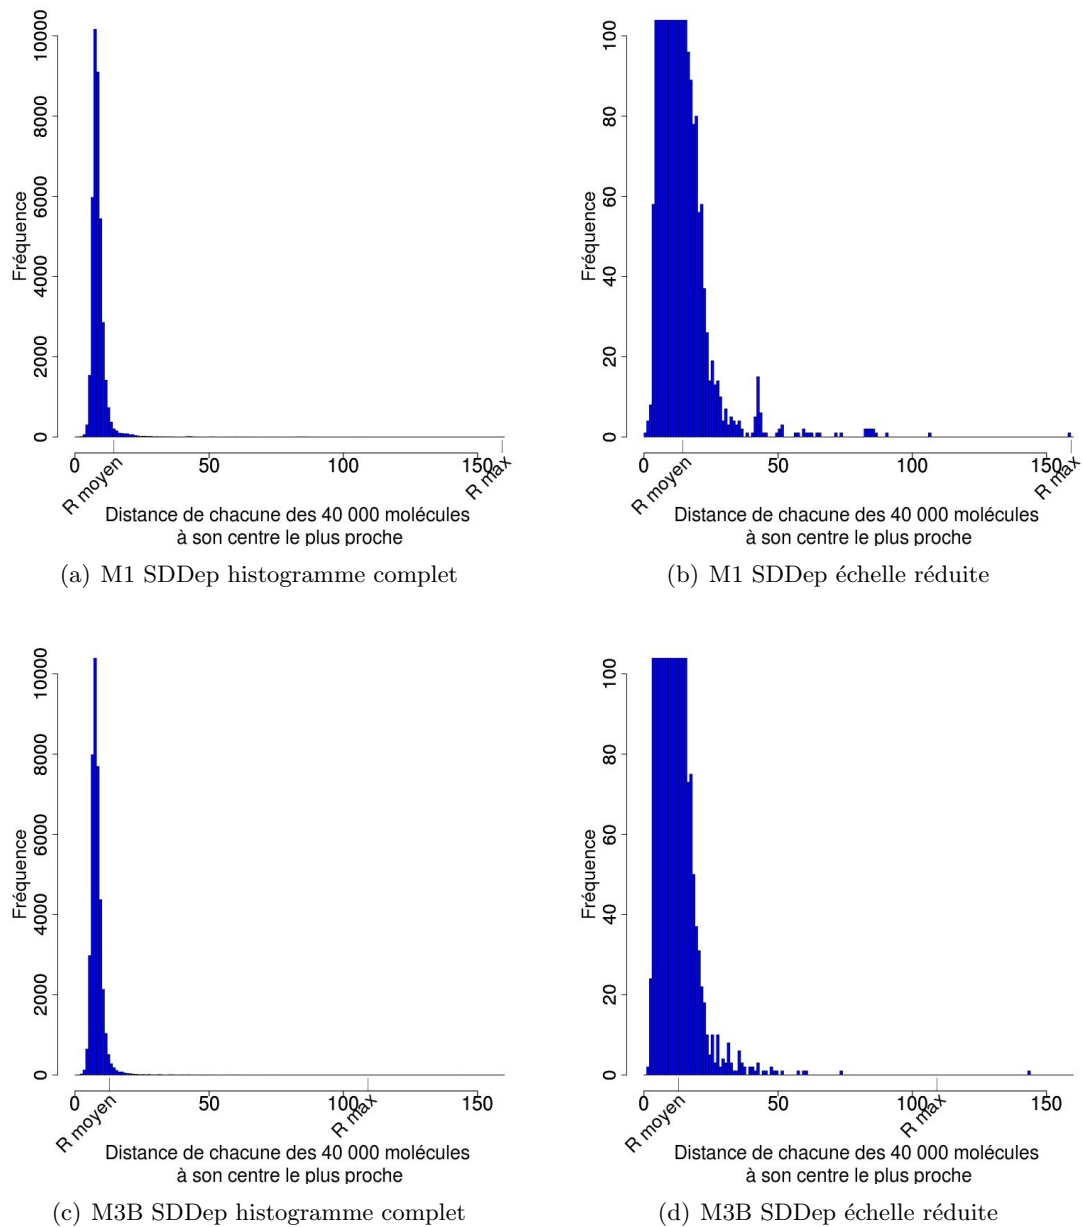 Fréquence
0 2000 4000 6000 8000 10000
0 50 100 150
R moyen
R max
Distance de chacune des 40 000 molécules
à son centre le plus proche
(a) M1 SDDep histogramme complet
Fréquence
0 20 40 60 80 100
0 50 100 150
R moyen
R max
Distance de chacune des 40 000 molécules
à son centre le plus proche
(b) M1 SDDep échelle réduite
Fréquence
0 2000 4000 6000 8000 10000
0 50 100 150
R moyen
R max
Distance de chacune des 40 000 molécules
à son centre le plus proche
(c) M3B SDDep histogramme complet
Fréquence
0 20 40 60 80 100
0 50 100 150
R moyen
R max
Distance de chacune des 40 000 molécules
à son centre le plus proche
(d) M3B SDDep échelle réduite